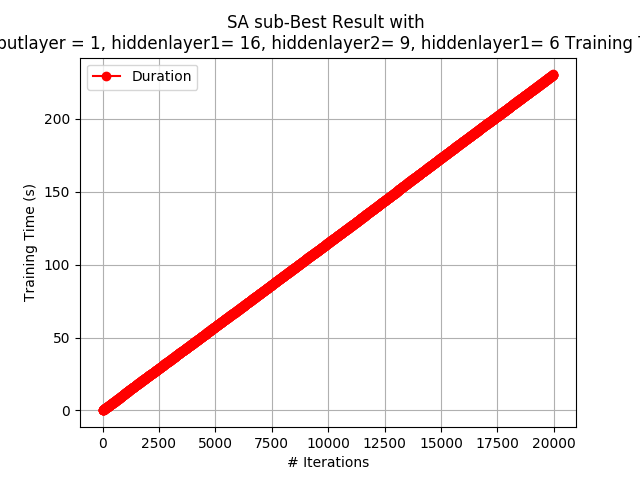 SA sub-Best Result with
putlayer = 1, hiddenlayer1= 16, hiddenlayer2= 9, hiddenlayer1= 6 Training
Duration
Training Time (s)
200
150
100
50
0
0 2500 5000 7500 10000 12500 15000 17500 20000
# Iterations